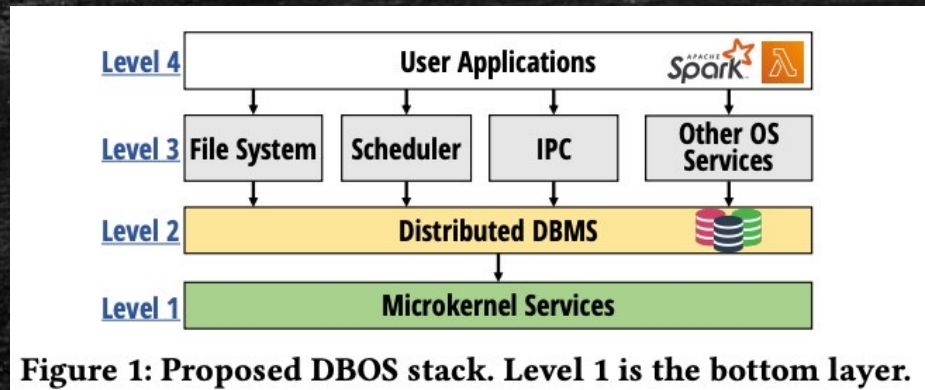 Level 4 User Applications APACHE Spark λ
Level 3 File System Scheduler IPC Other OS
Services
Level 2 Distributed DBMS
Level 1 Microkernel Services
Figure 1: Proposed DBOS stack. Level 1 is the bottom layer.